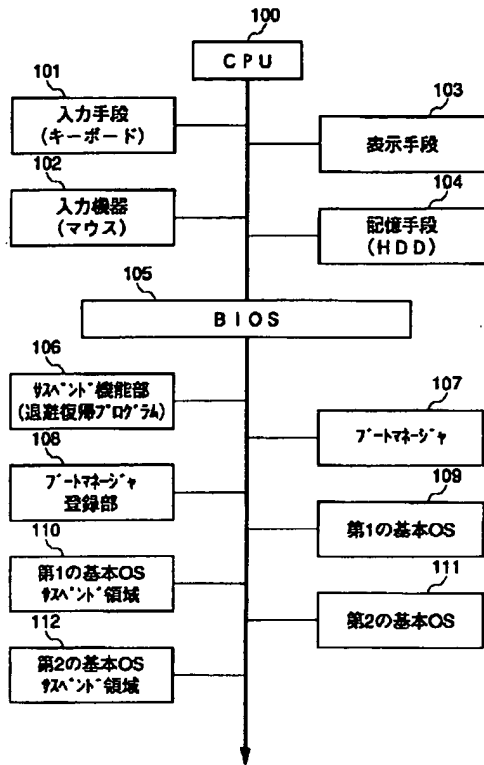 100
CPU
101
入力手段
(キーボード)
103
表示手段
102
入力機器
(マウス)
104
記憶手段
(HDD)
105
BIOS
106
サスペンド機能部
(退避復帰プログラム)
107
ブートマネージャ
108
ブートマネージャ
登録部
109
第1の基本OS
110
第1の基本OS
サスペンド領域
111
第2の基本OS
112
第2の基本OS
サスペンド領域